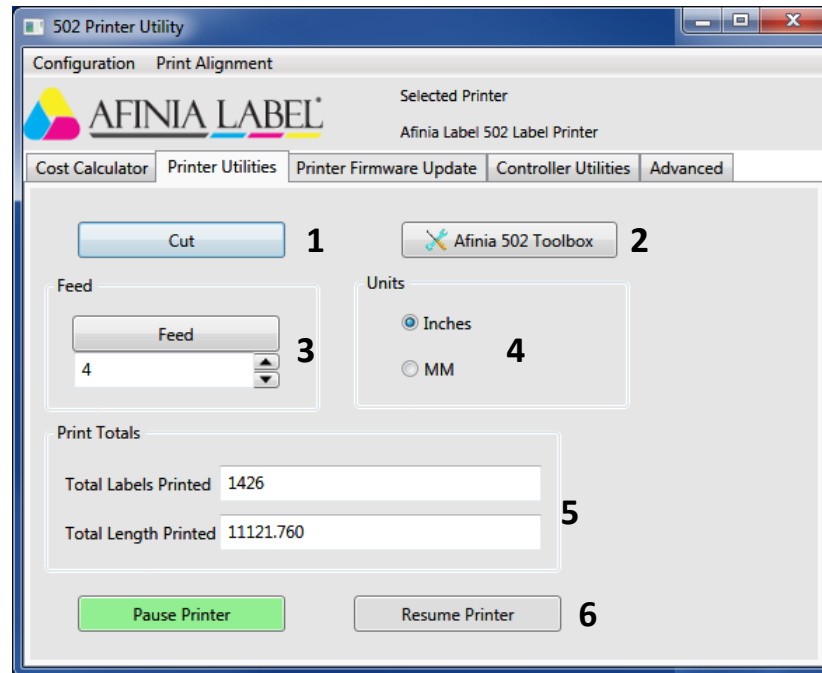 502 Printer Utility
Configuration Print Alignment
AFINIA LABEL
Selected Printer
Afinia Label 502 Label Printer
Cost Calculator Printer Utilities Printer Firmware Update Controller Utilities Advanced
Cut 1 Afinia 502 Toolbox 2
Feed
Feed 3
4
Units
Inches
MM
4
Print Totals
Total Labels Printed 1426
Total Length Printed 11121.760
5
Pause Printer Resume Printer 6